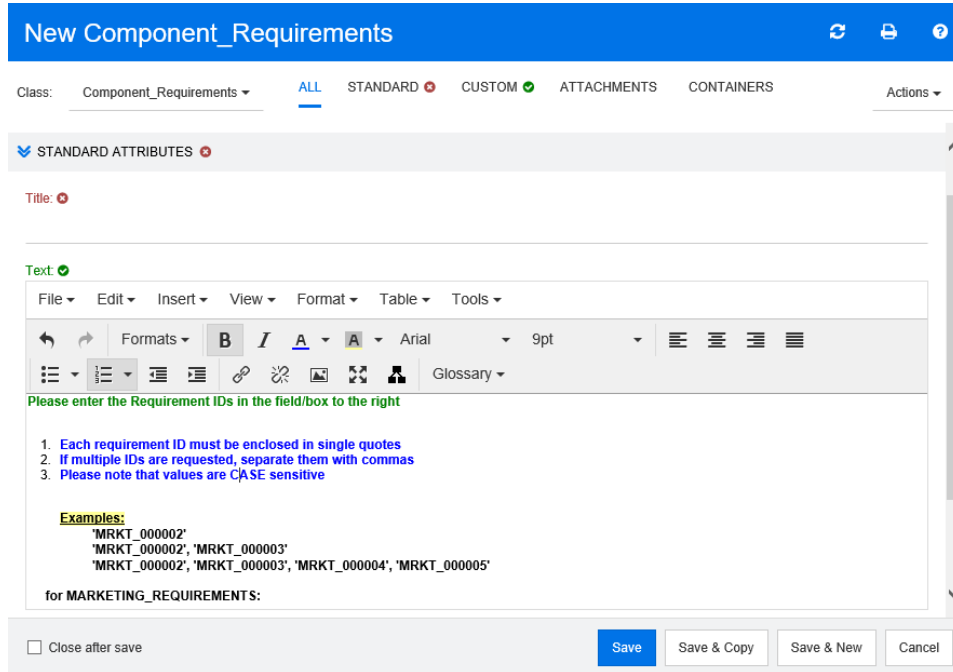 New Component_Requirements
Class: Component_Requirements ALL STANDARD CUSTOM ATTACHMENTS CONTAINERS Actions
STANDARD ATTRIBUTES
Title:
Text:
File Edit Insert View Format Table Tools
Formats B I A A Arial 9pt
Glossary
Please enter the Requirement IDs in the field/box to the right
1. Each requirement ID must be enclosed in single quotes
2. If multiple IDs are requested, separate them with commas
3. Please note that values are CASE sensitive
Examples:
'MRKT_000002'
'MRKT_000002', 'MRKT_000003'
'MRKT_000002', 'MRKT_000003', 'MRKT_000004', 'MRKT_000005'
for MARKETING_REQUIREMENTS:
Close after save Save Save & Copy Save & New Cancel